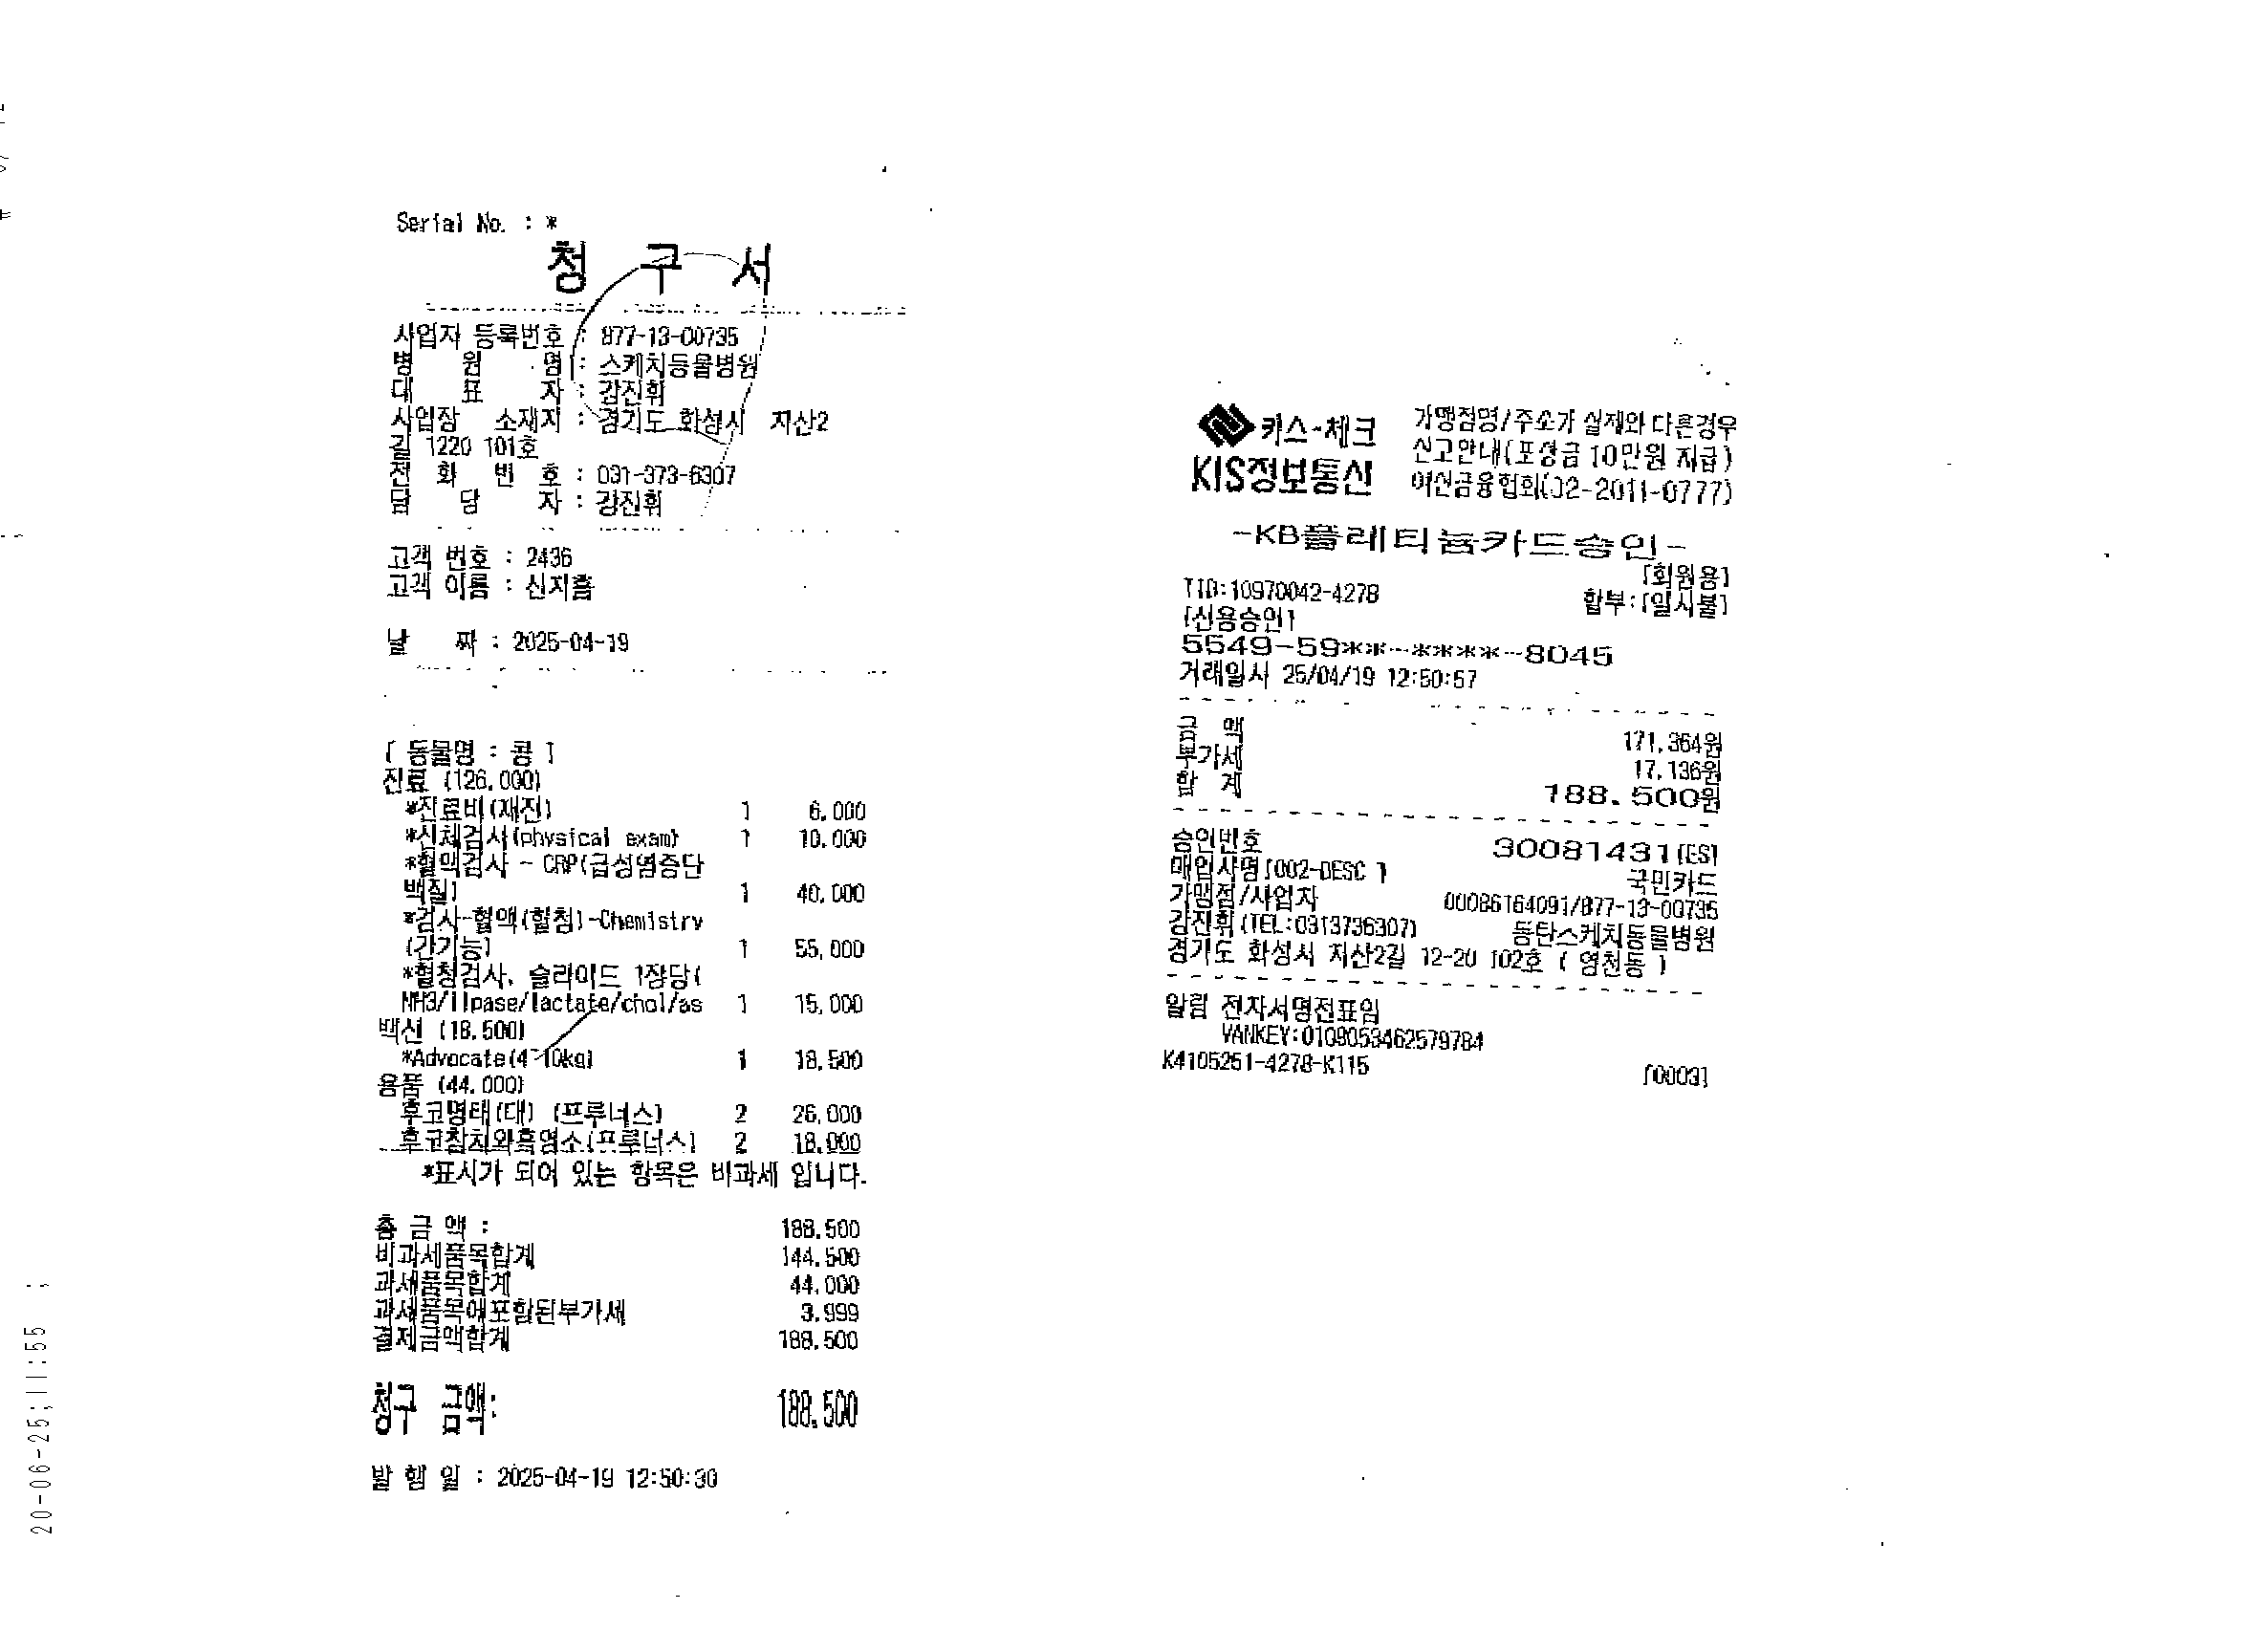 Serial No. : *
청 구 서
사업자 등록번호 : 877-13-00735
병 원 명 : 스케치동물병원
대 표 자 : 강진휘
사업장 소재지 : 경기도 화성시 지산2
길 1220 101호
전 화 번 호 : 031-373-6307
담 당 자 : 강진휘
고객 번호 : 2436
고객 이름 : 신지흠
날 짜 : 2025-04-19
[ 동물명 : 콩 ]
진료 (126,000)
*진료비(재진) 1 6,000
*신체검사(physical exam) 1 10,000
*혈액검사 - CRP(급성염증단
백질) 1 40,000
*검사-혈액(혈청)-Chemistry
(간기능) 1 55,000
*혈청검사, 슬라이드 1장당(
NH3/lipase/lactate/chol/as 1 15,000
백신 (18,500)
*Advocate(4~10kg) 1 18,500
용품 (44,000)
후코명태(대) (프루너스) 2 26,000
후코참치와흑염소(프루너스) 2 18,000
*표시가 되어 있는 항목은 비과세 입니다.
총 금 액 : 188,500
비과세품목합계 144,500
과세품목합계 44,000
과세품목에포함된부가세 3,999
결제금액합계 188,500
청구 금액: 188,500
발 행 일 : 2025-04-19 12:50:30
키스-체크
KIS정보통신
가맹점명/주소가 실제와 다른경우
신고안내(포상금 10만원 지급)
여신금융협회(02-2011-0777)
-KB플래티늄카드승인-
[회원용]
TID:10970042-4278 할부:[일시불]
[신용승인]
5549-59**-****-8045
거래일시 25/04/19 12:50:57
금 액 171,364원
부가세 17,136원
합 계 188,500원
승인번호 30081431[ES]
매입사명[002-DESC ] 국민카드
가맹점/사업자 00086164091/877-13-00735
강진휘(TEL:0313736307) 동탄스케치동물병원
경기도 화성시 지산2길 12-20 102호 ( 영천동 )
알림 전자서명전표임
VANKEY:0109053462579784
K4105261-4278-K115 [0003]
20-06-25;11:55 ;